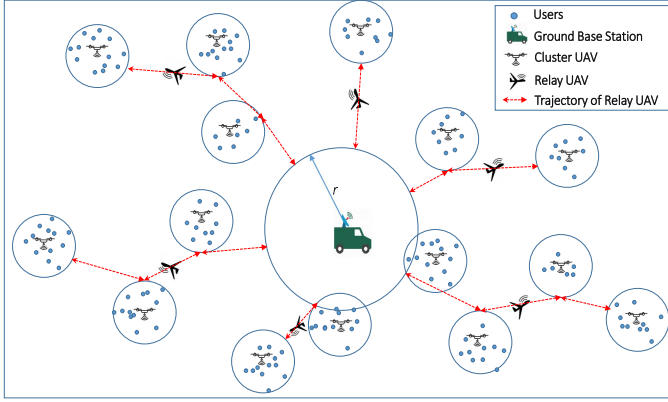 Users
Ground Base Station
Cluster UAV
Relay UAV
Trajectory of Relay UAV
r